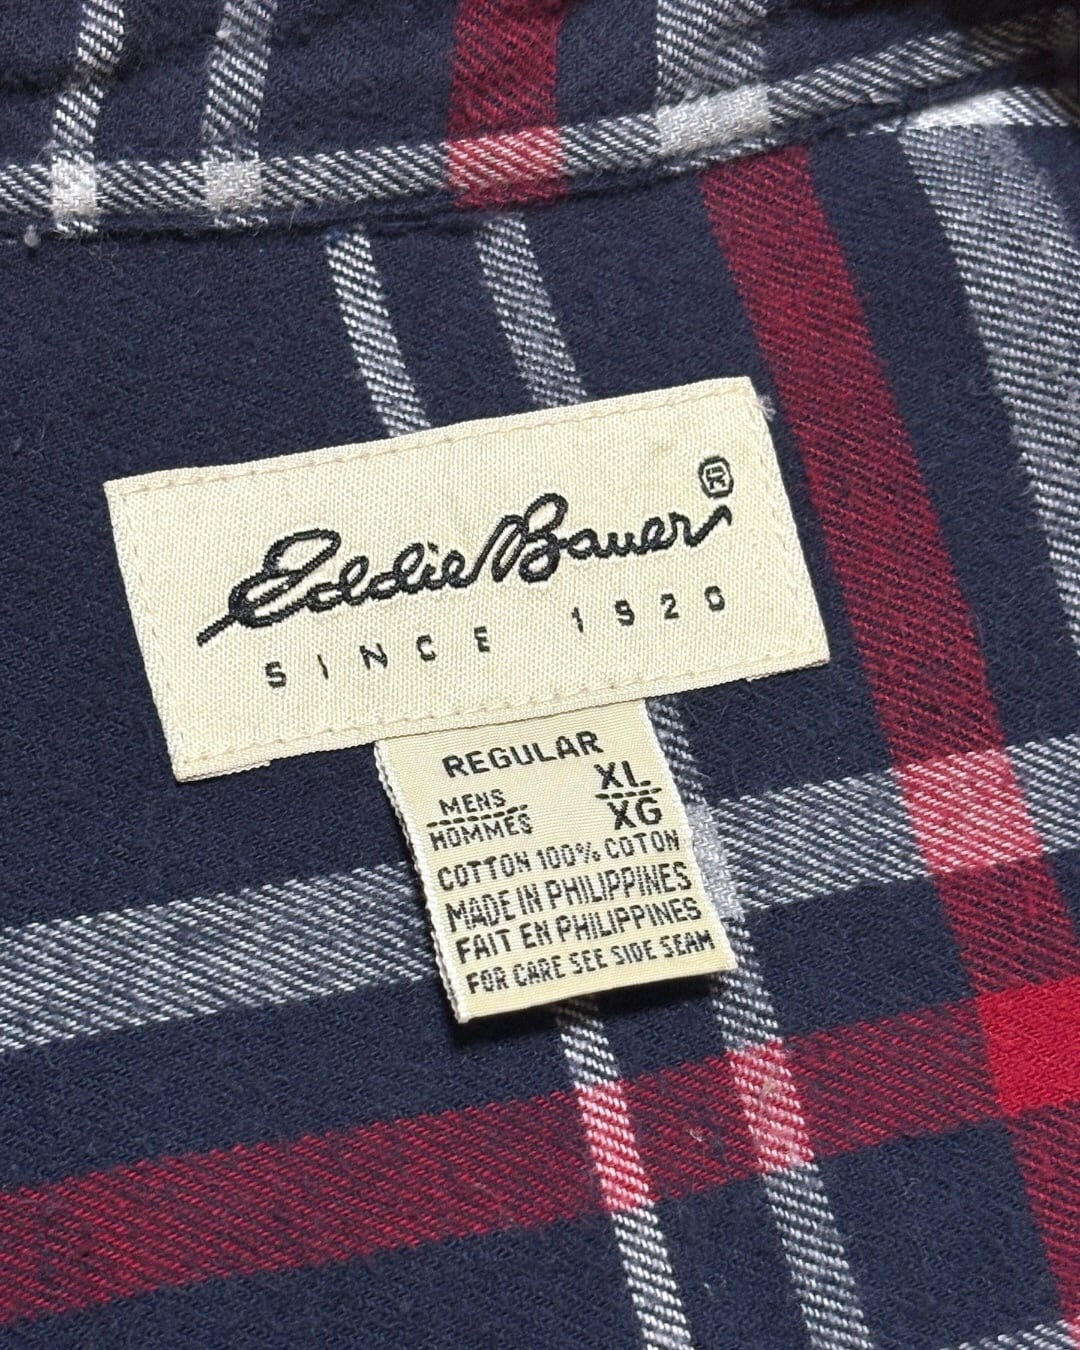 Eddie Bauer®
SINCE 1920
REGULAR
MENS XL
HOMMES XG
COTTON 100% COTON
MADE IN PHILIPPINES
FAIT EN PHILIPPINES
FOR CARE SEE SIDE SEAM